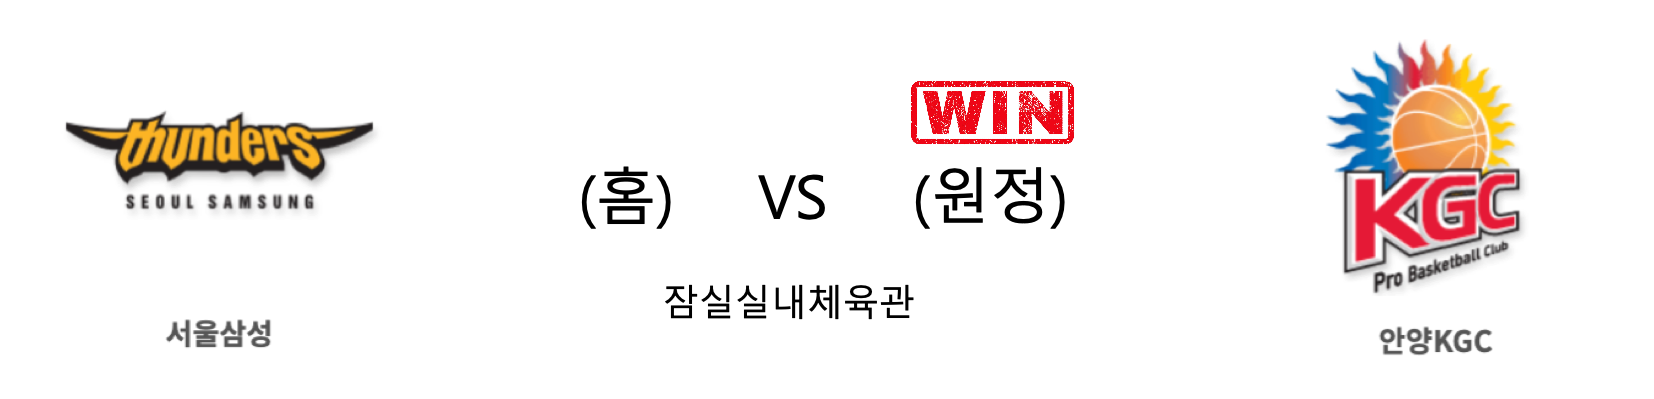 thunders
SEOUL SAMSUNG
서울삼성
WIN
(홈) VS (원정)
잠실실내체육관
KGC
Pro Basketball Club
안양KGC